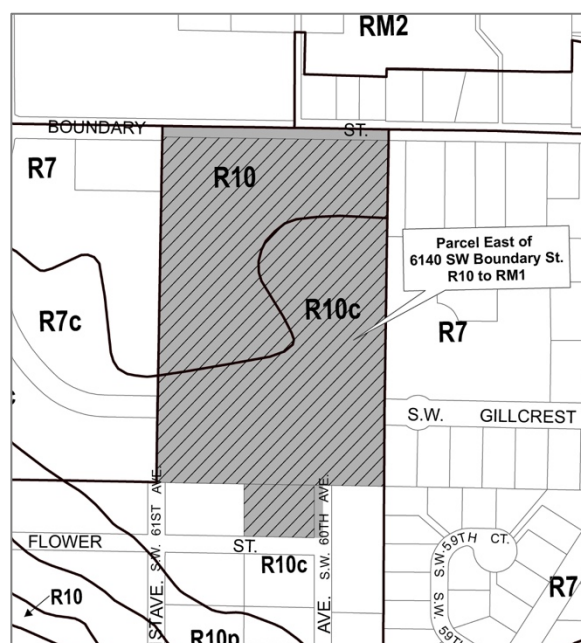 RM2
BOUNDARY ST.
R7
R10
Parcel East of
6140 SW Boundary St.
R10 to RM1
R7c
R10c
R7
S.W. GILLCREST
S.W. 61ST AVE.
S.W. 60TH AVE.
FLOWER ST.
R10c
S.W. 59TH CT.
R10
R7
AVE.
S.W.
59TH
R10p